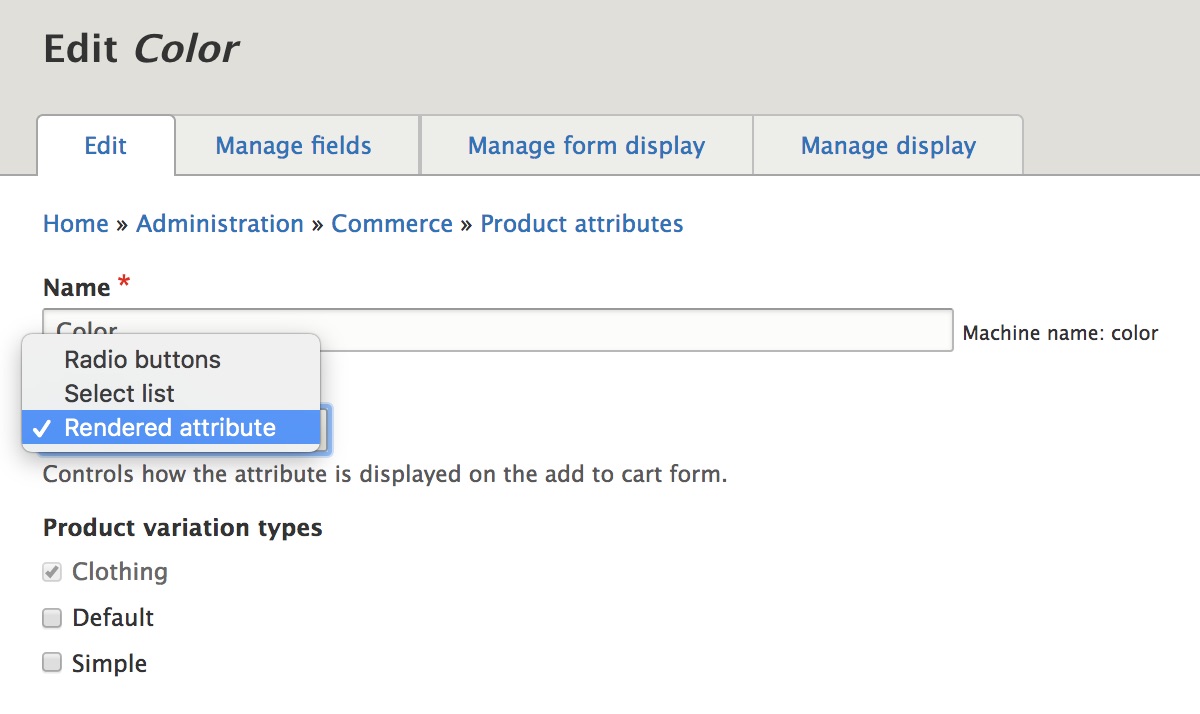 Edit Color
Edit Manage fields Manage form display Manage display
Home » Administration » Commerce » Product attributes
Name *
Color Machine name: color
Radio buttons
Select list
✓ Rendered attribute
Controls how the attribute is displayed on the add to cart form.
Product variation types
Clothing
Default
Simple